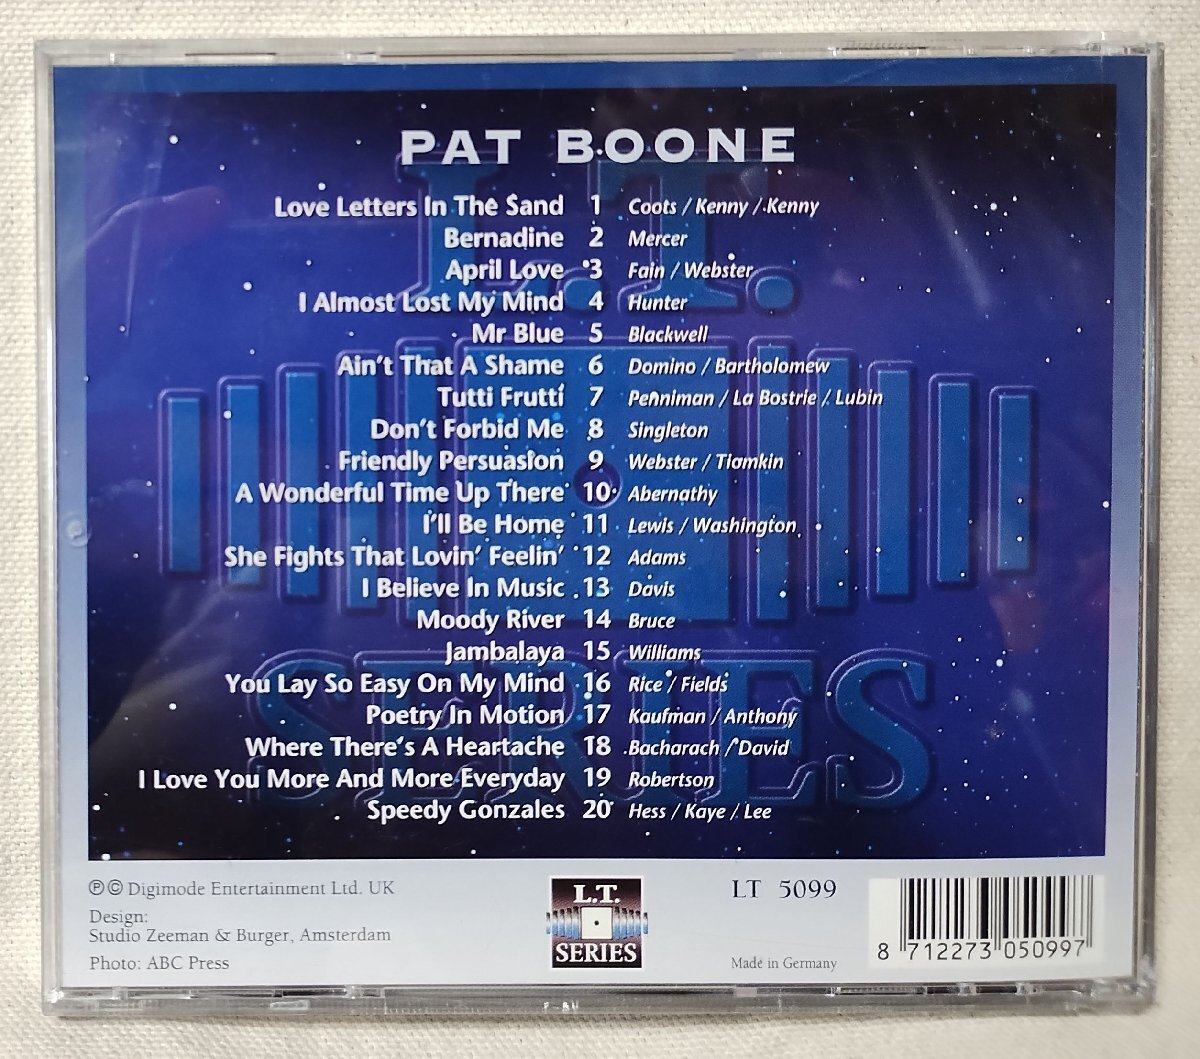 PAT BOONE
Love Letters In The Sand 1 Coots / Kenny / Kenny
Bernadine 2 Mercer
April Love 3 Fain / Webster
I Almost Lost My Mind 4 Hunter
Mr Blue 5 Blackwell
Ain't That A Shame 6 Domino / Bartholomew
Tutti Frutti 7 Penniman / La Bostrie / Lubin
Don't Forbid Me 8 Singleton
Friendly Persuasion 9 Webster / Tiomkin
A Wonderful Time Up There 10 Abernathy
I'll Be Home 11 Lewis / Washington
She Fights That Lovin' Feelin' 12 Adams
I Believe In Music 13 Davis
Moody River 14 Bruce
Jambalaya 15 Williams
You Lay So Easy On My Mind 16 Rice / Fields
Poetry In Motion 17 Kaufman / Anthony
Where There's A Heartache 18 Bacharach / David
I Love You More And More Everyday 19 Robertson
Speedy Gonzales 20 Hess / Kaye / Lee
L.T.
SERIES
℗© Digimode Entertainment Ltd. UK
Design:
Studio Zeeman & Burger, Amsterdam
Photo: ABC Press
L.T.
SERIES
LT 5099
Made in Germany
8 712273 050997